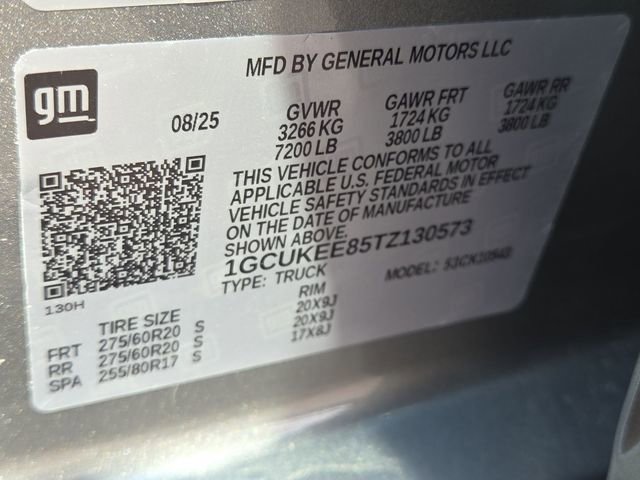 gm
MFD BY GENERAL MOTORS LLC
08/25
GVWR GAWR FRT GAWR RR
3266 KG 1724 KG 1724 KG
7200 LB 3800 LB 3800 LB
THIS VEHICLE CONFORMS TO ALL
APPLICABLE U.S. FEDERAL MOTOR
VEHICLE SAFETY STANDARDS IN EFFECT
ON THE DATE OF MANUFACTURE
SHOWN ABOVE.
1GCUKEE85TZ130573
TYPE: TRUCK MODEL: 53CK10543
130H
TIRE SIZE RIM
FRT 275/60R20 S 20X9J
RR 275/60R20 S 20X9J
SPA 255/80R17 S 17X8J